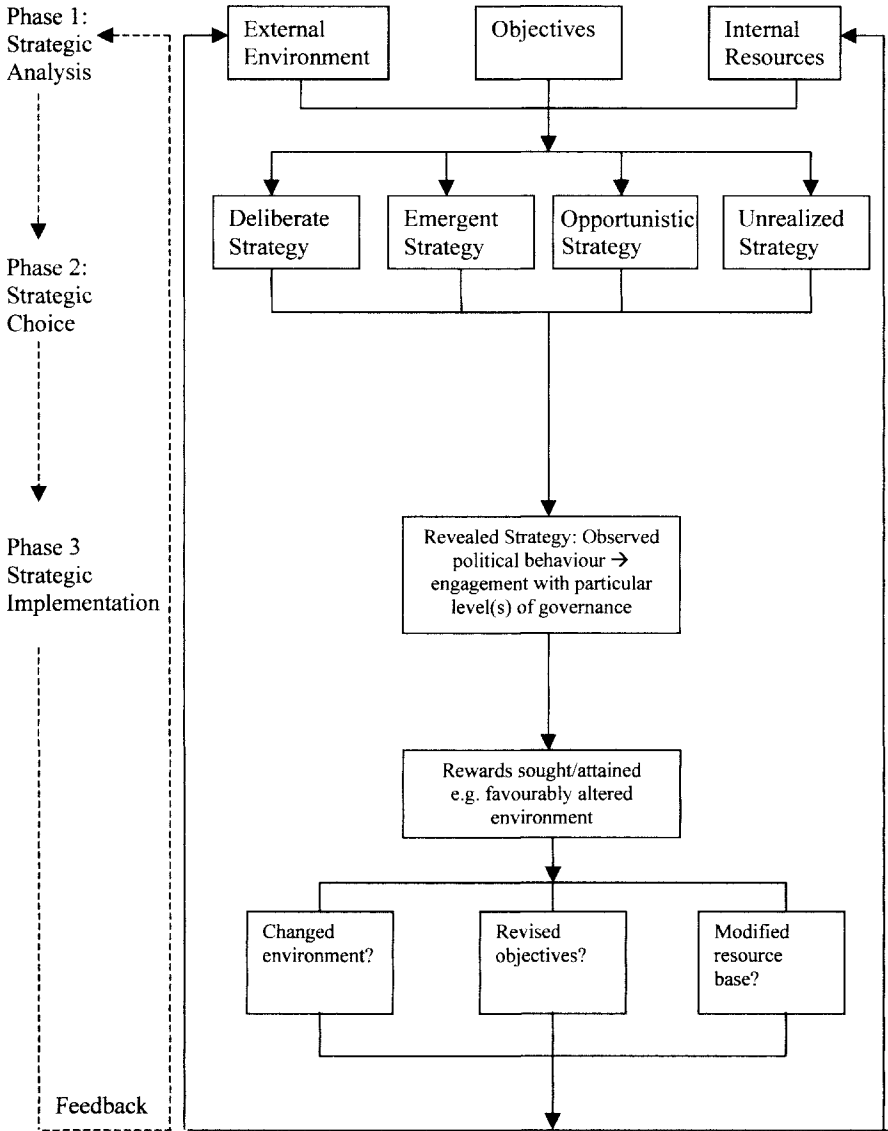 Phase 1:
Strategic
Analysis
External
Environment
Objectives
Internal
Resources
Deliberate
Strategy
Emergent
Strategy
Opportunistic
Strategy
Unrealized
Strategy
Phase 2:
Strategic
Choice
Revealed Strategy: Observed
political behaviour →
engagement with particular
level(s) of governance
Phase 3
Strategic
Implementation
Rewards sought/attained
e.g. favourably altered
environment
Changed
environment?
Revised
objectives?
Modified
resource
base?
Feedback